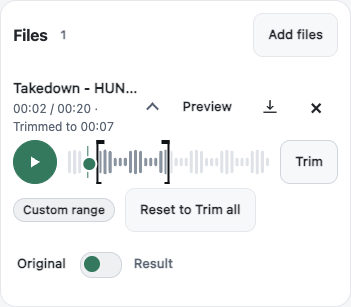 Files 1
Add files
Takedown - HUN...
00:02 / 00:20 ·
Trimmed to 00:07
Preview
Trim
Custom range
Reset to Trim all
Original
Result